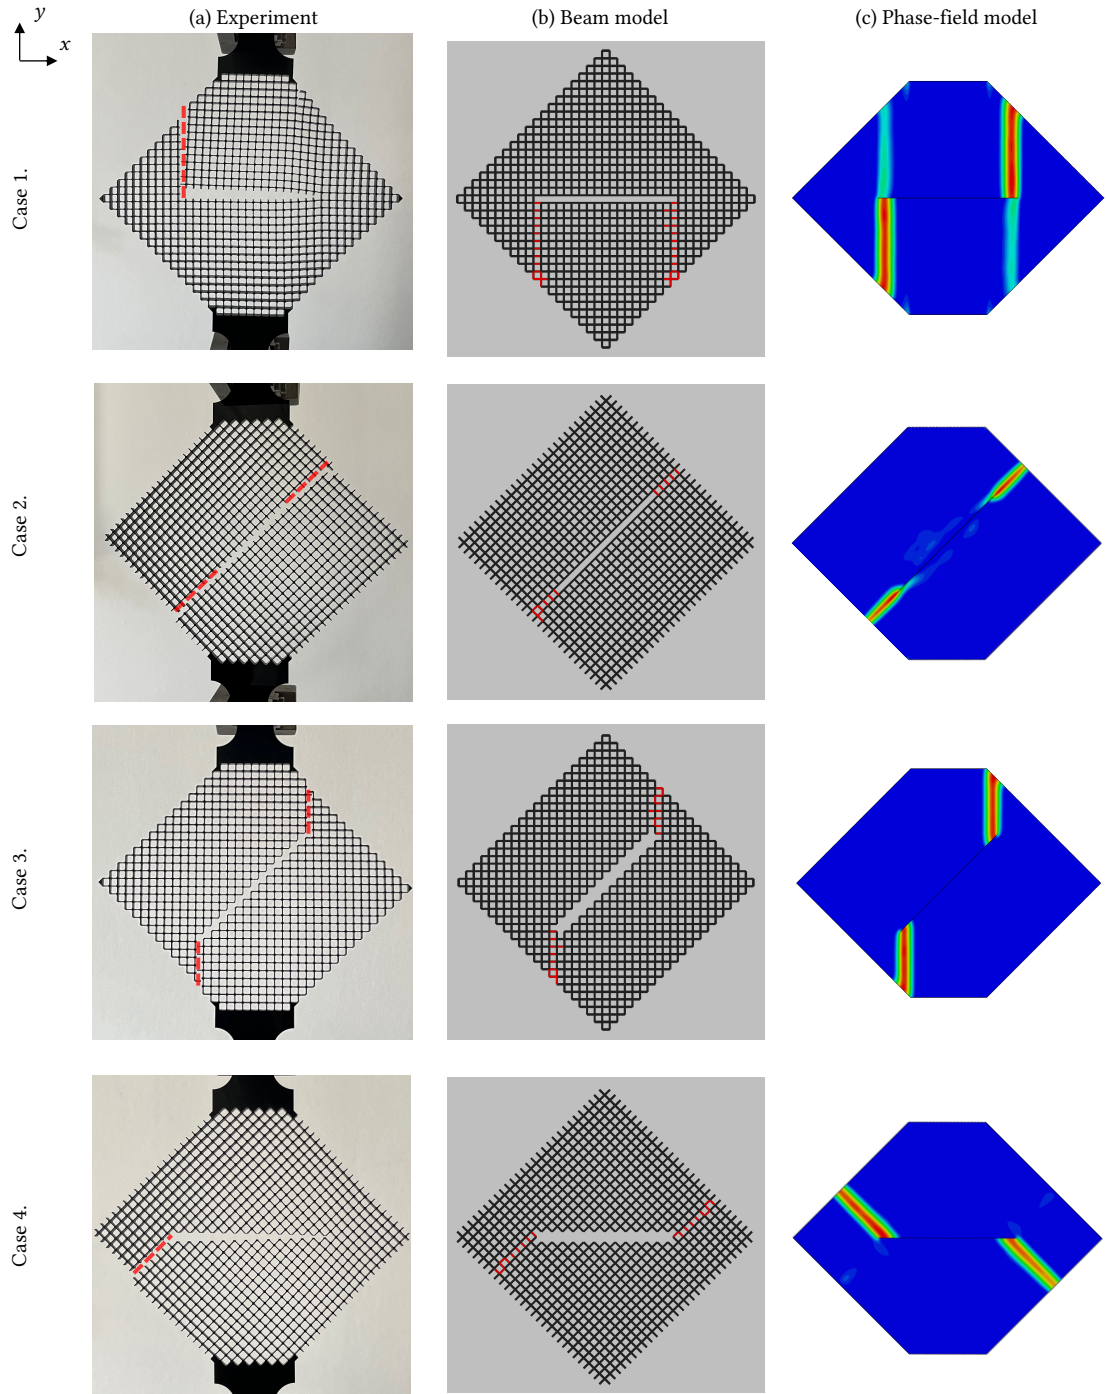 (a) Experiment
(b) Beam model
(c) Phase-field model
y
x
Case 1.
Case 2.
Case 3.
Case 4.